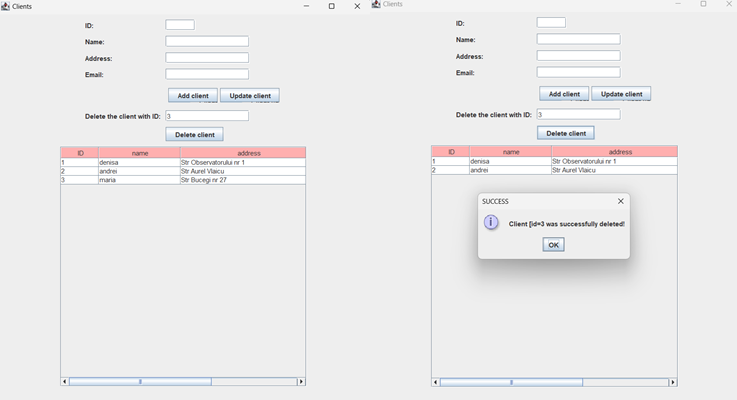 Clients
ID:
Name:
Address:
Email:
Add client Update client
Delete the client with ID: 3
Delete client
ID name address
1 denisa Str Observatorului nr 1
2 andrei Str Aurel Vlaicu
3 maria Str Bucegi nr 27
Clients
ID:
Name:
Address:
Email:
Add client Update client
Delete the client with ID: 3
Delete client
ID name address
1 denisa Str Observatorului nr 1
2 andrei Str Aurel Vlaicu
SUCCESS
Client [id=3 was successfully deleted!
OK